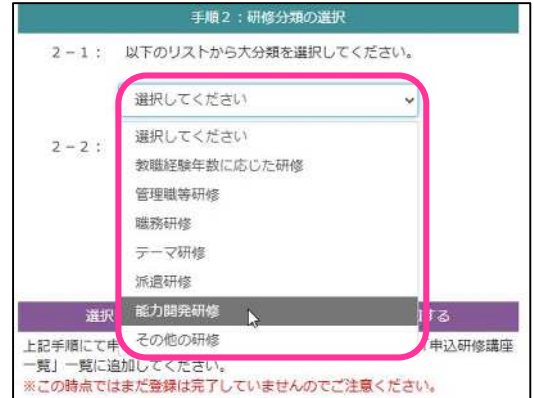 手順2：研修分類の選択
2-1： 以下のリストから大分類を選択してください。
選択してください
選択してください
2-2：
教職経験年数に応じた研修
管理職等研修
職務研修
テーマ研修
派遣研修
能力開発研修
選択 する
その他の研修
上記手順にて申 申込研修講座
一覧」一覧に追加してください。
※この時点ではまだ登録は完了していませんのでご注意ください。